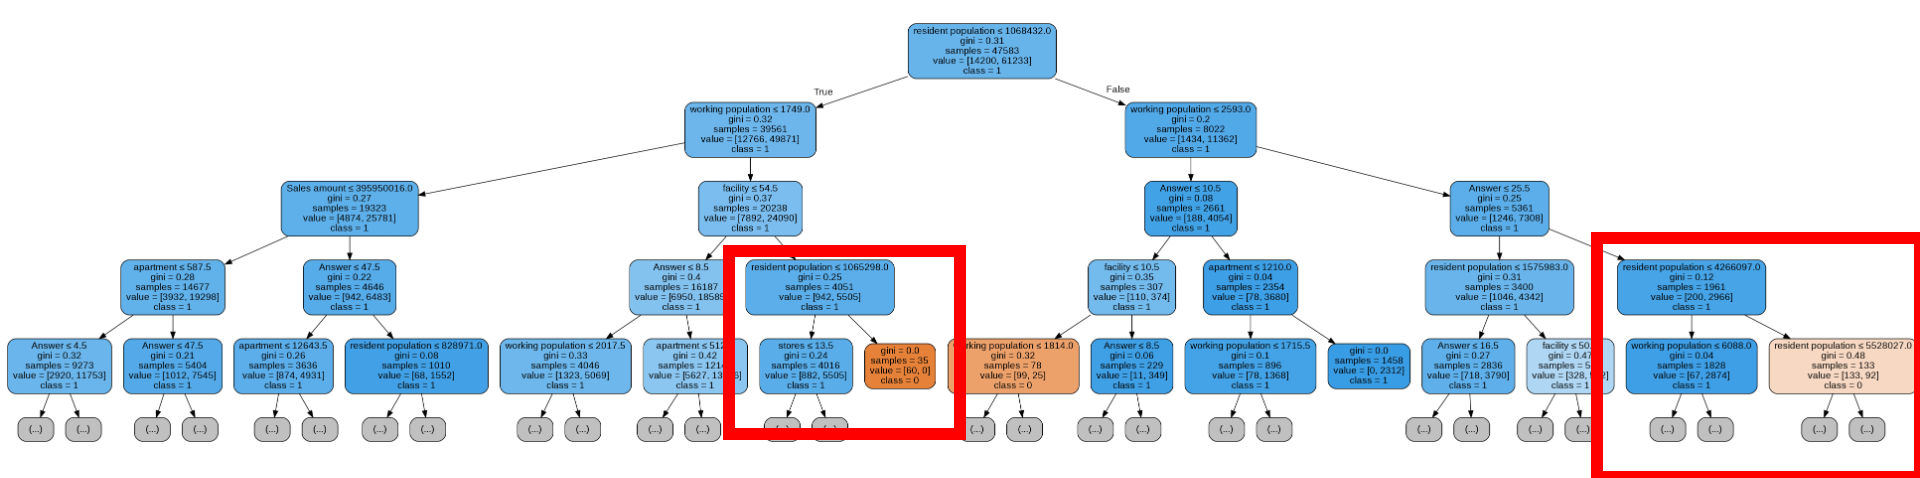 resident population ≤ 1068432.0
gini = 0.31
samples = 47583
value = [14200, 61233]
class = 1
True
False
working population ≤ 1749.0
gini = 0.32
samples = 39561
value = [12766, 49871]
class = 1
working population ≤ 2593.0
gini = 0.2
samples = 8022
value = [1434, 11362]
class = 1
Sales amount ≤ 395950016.0
gini = 0.27
samples = 19323
value = [4874, 25781]
class = 1
facility ≤ 54.5
gini = 0.37
samples = 20238
value = [7892, 24090]
class = 1
Answer ≤ 10.5
gini = 0.08
samples = 2661
value = [188, 4054]
class = 1
Answer ≤ 25.5
gini = 0.25
samples = 5361
value = [1246, 7308]
class = 1
apartment ≤ 587.5
gini = 0.28
samples = 14677
value = [3932, 19298]
class = 1
Answer ≤ 47.5
gini = 0.22
samples = 4646
value = [942, 6483]
class = 1
Answer ≤ 8.5
gini = 0.4
samples = 16187
value = [6950, 18585
class = 1
resident population ≤ 1065298.0
gini = 0.25
samples = 4051
value = [942, 5505]
class = 1
facility ≤ 10.5
gini = 0.35
samples = 307
value = [110, 374]
class = 1
apartment ≤ 1210.0
gini = 0.04
samples = 2354
value = [78, 3680]
class = 1
resident population ≤ 1575983.0
gini = 0.31
samples = 3400
value = [1046, 4342]
class = 1
resident population ≤ 4266097.0
gini = 0.12
samples = 1961
value = [200, 2966]
class = 1
Answer ≤ 4.5
gini = 0.32
samples = 9273
value = [2920, 11753]
class = 1
Answer ≤ 47.5
gini = 0.21
samples = 5404
value = [1012, 7545]
class = 1
apartment ≤ 12643.5
gini = 0.26
samples = 3636
value = [874, 4931]
class = 1
resident population ≤ 828971.0
gini = 0.08
samples = 1010
value = [68, 1552]
class = 1
working population ≤ 2017.5
gini = 0.33
samples = 4046
value = [1323, 5069]
class = 1
apartment ≤
gini = 0.42
samples =
value = [5627,
class = 1
stores ≤ 13.5
gini = 0.24
samples = 4016
value = [882, 5505]
class = 1
gini = 0.0
samples = 35
value = [60, 0]
class = 0
population ≤ 1814.0
gini = 0.32
samples = 78
value = [99, 25]
class = 0
Answer ≤ 8.5
gini = 0.06
samples = 229
value = [11, 349]
class = 1
working population ≤ 1715.5
gini = 0.1
samples = 896
value = [78, 1368]
class = 1
gini = 0.0
samples = 1458
value = [0, 2312]
class = 1
Answer ≤ 16.5
gini = 0.27
samples = 2836
value = [718, 3790]
class = 1
facility ≤
gini = 0.47
samples =
value = [328,
class = 1
working population ≤ 6088.0
gini = 0.04
samples = 1828
value = [67, 2874]
class = 1
resident population ≤ 5528027.0
gini = 0.48
samples = 133
value = [133, 92]
class = 0
(...) (...) (...) (...) (...) (...) (...) (...) (...) (...) (...) (...) (...) (...) (...) (...) (...) (...) (...) (...) (...) (...) (...) (...) (...) (...) (...) (...)